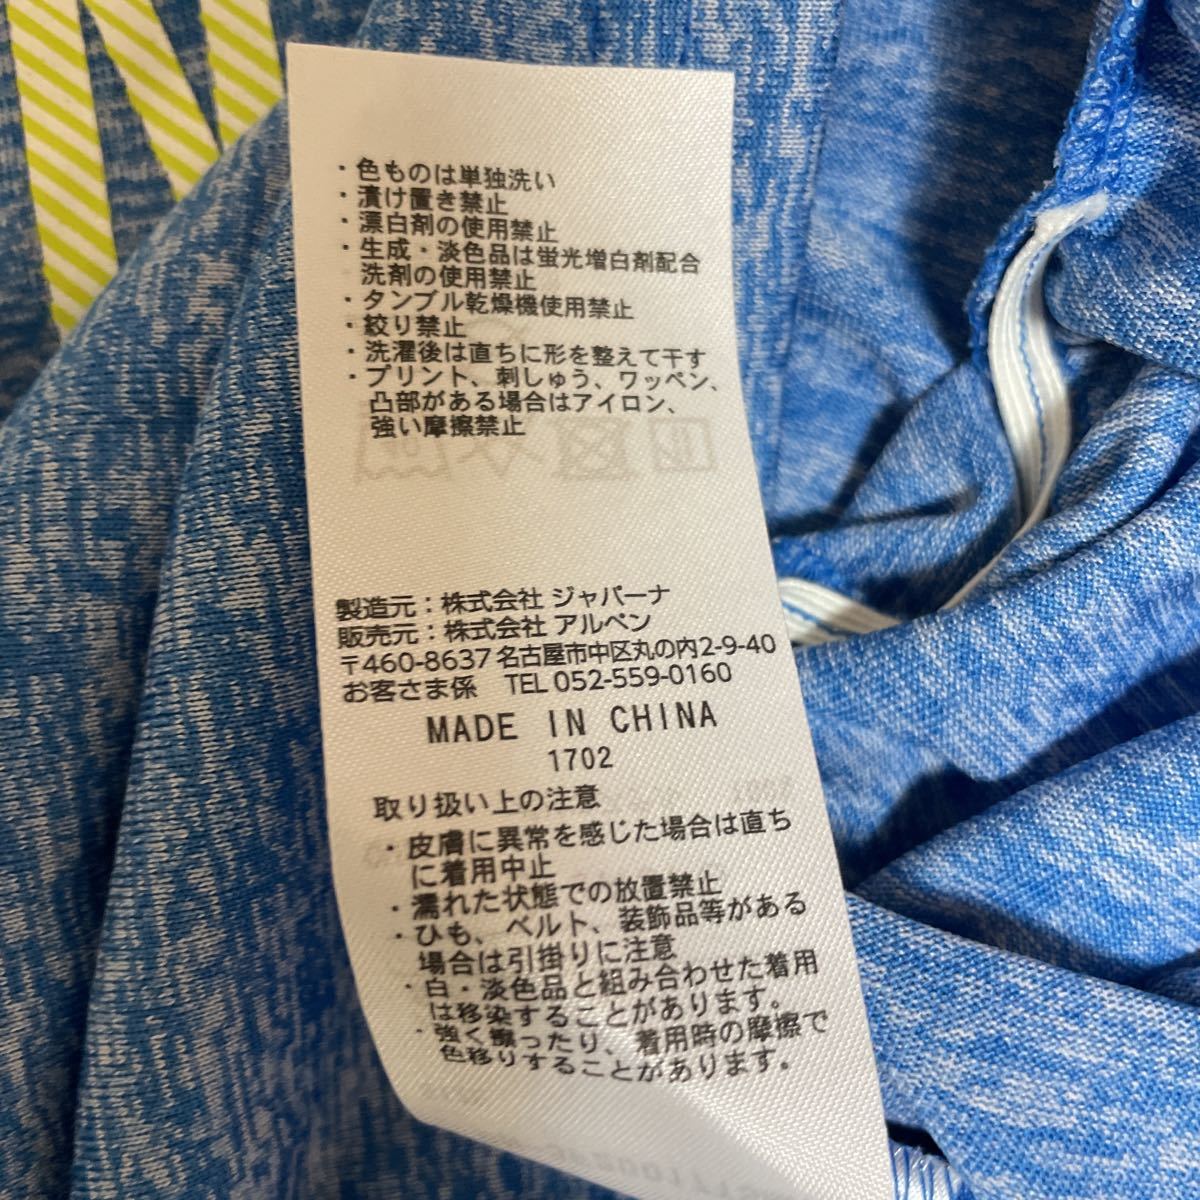 ・色ものは単独洗い
・漬け置き禁止
・漂白剤の使用禁止
・生成・淡色品は蛍光増白剤配合
洗剤の使用禁止
・タンブル乾燥機使用禁止
・絞り禁止
・洗濯後は直ちに形を整えて干す
・プリント、刺しゅう、ワッペン、
凸部がある場合はアイロン、
強い摩擦禁止
製造元：株式会社 ジャパーナ
販売元：株式会社 アルペン
〒460-8637 名古屋市中区丸の内2-9-40
お客さま係 TEL 052-559-0160
MADE IN CHINA
1702
取り扱い上の注意
・皮膚に異常を感じた場合は直ち
に着用中止
・濡れた状態での放置禁止
・ひも、ベルト、装飾品等がある
場合は引掛りに注意
・白・淡色品と組み合わせた着用
は移染することがあります。
・強く擦ったり、着用時の摩擦で
色移りすることがあります。